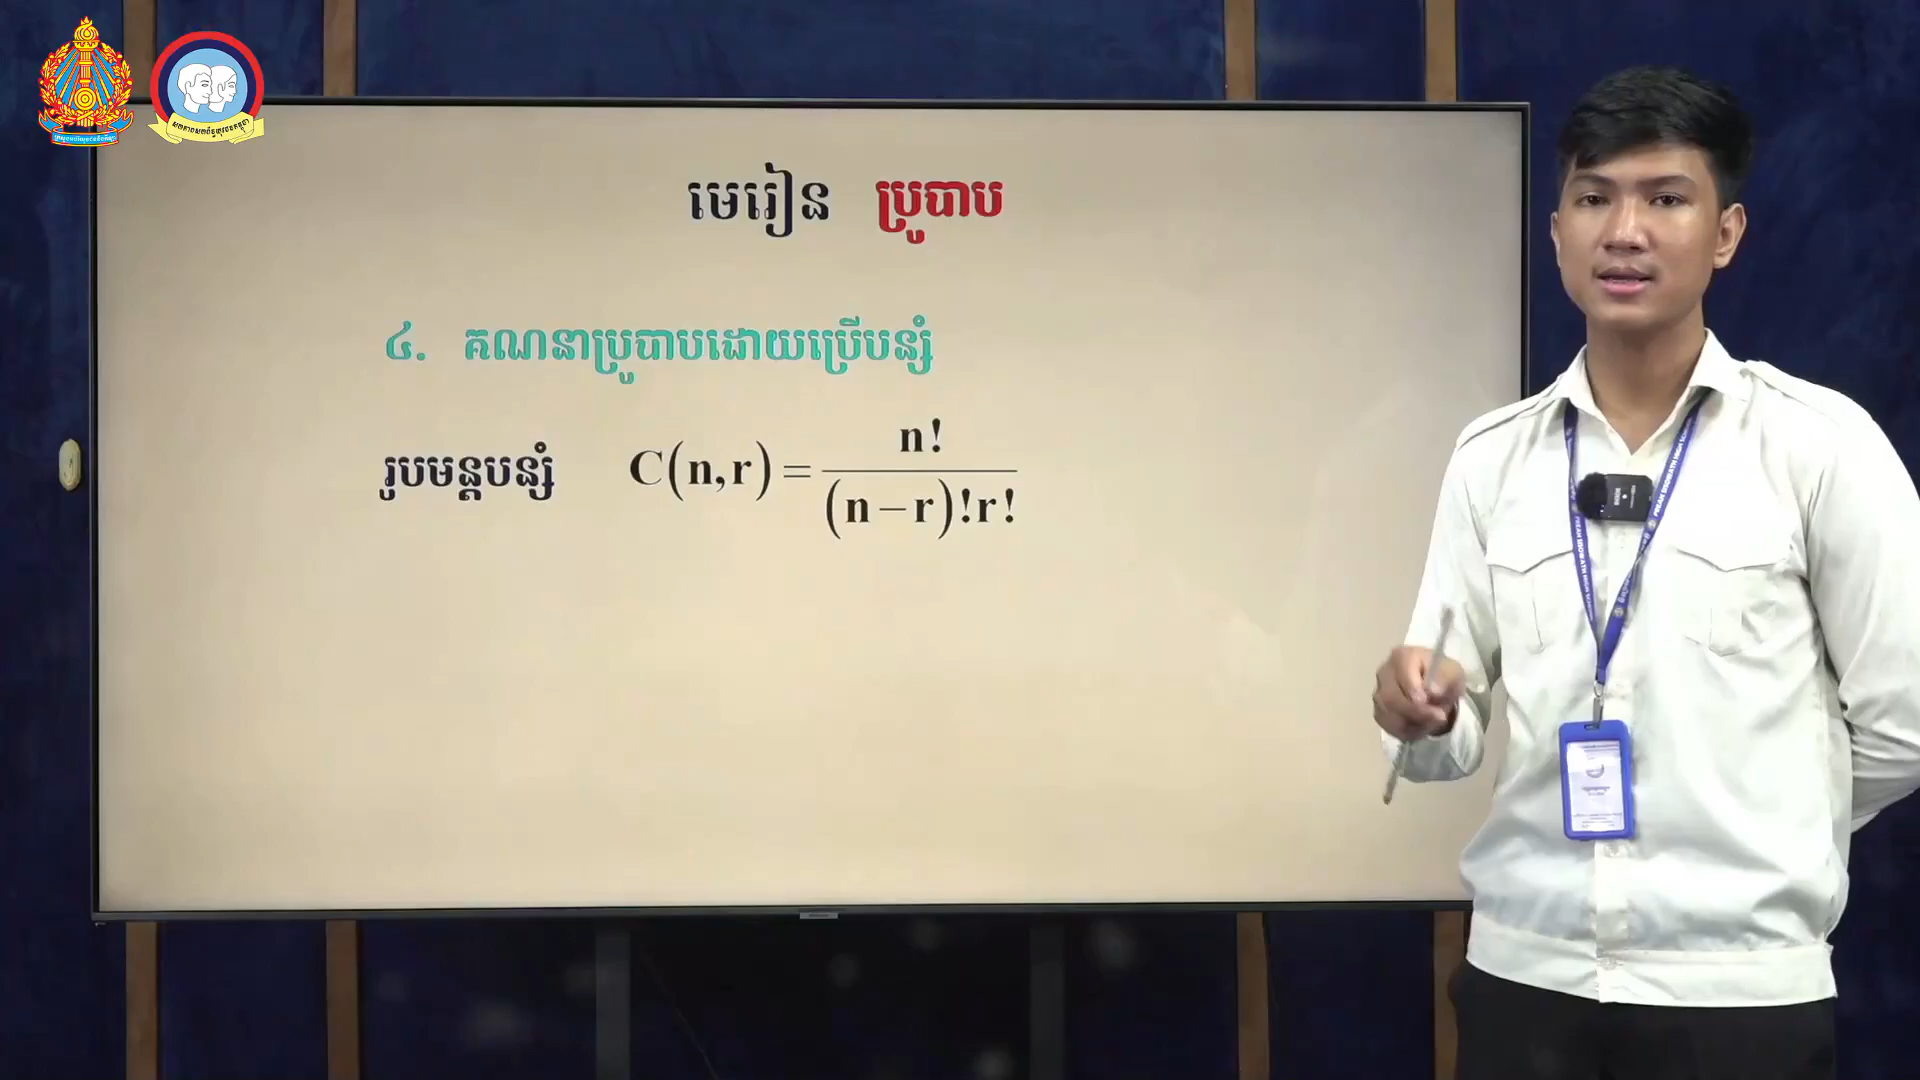 មេរៀន ប្រូបាប
៤. គណនាប្រូបាបដោយប្រើបន្សំ
រូបមន្តបន្សំ C(n,r) = n! / (n−r)!r!